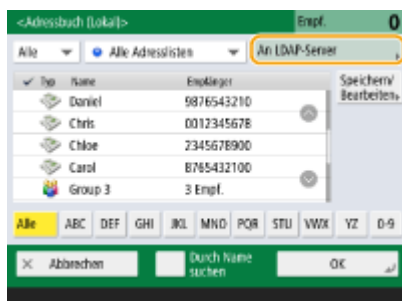 <Adressbuch (Lokal)> Empf. 0
Alle Alle Adresslisten An LDAP-Server
✓ Typ Name Empfänger Speichern/
Bearbeiten
Daniel 9876543210
Chris 0012345678
Chloe 2345678900
Carol 8765432100
Group 3 3 Empf.
Alle ABC DEF GHI JKL MNO PQR STU VWX YZ 0-9
Abbrechen Durch Name
suchen OK